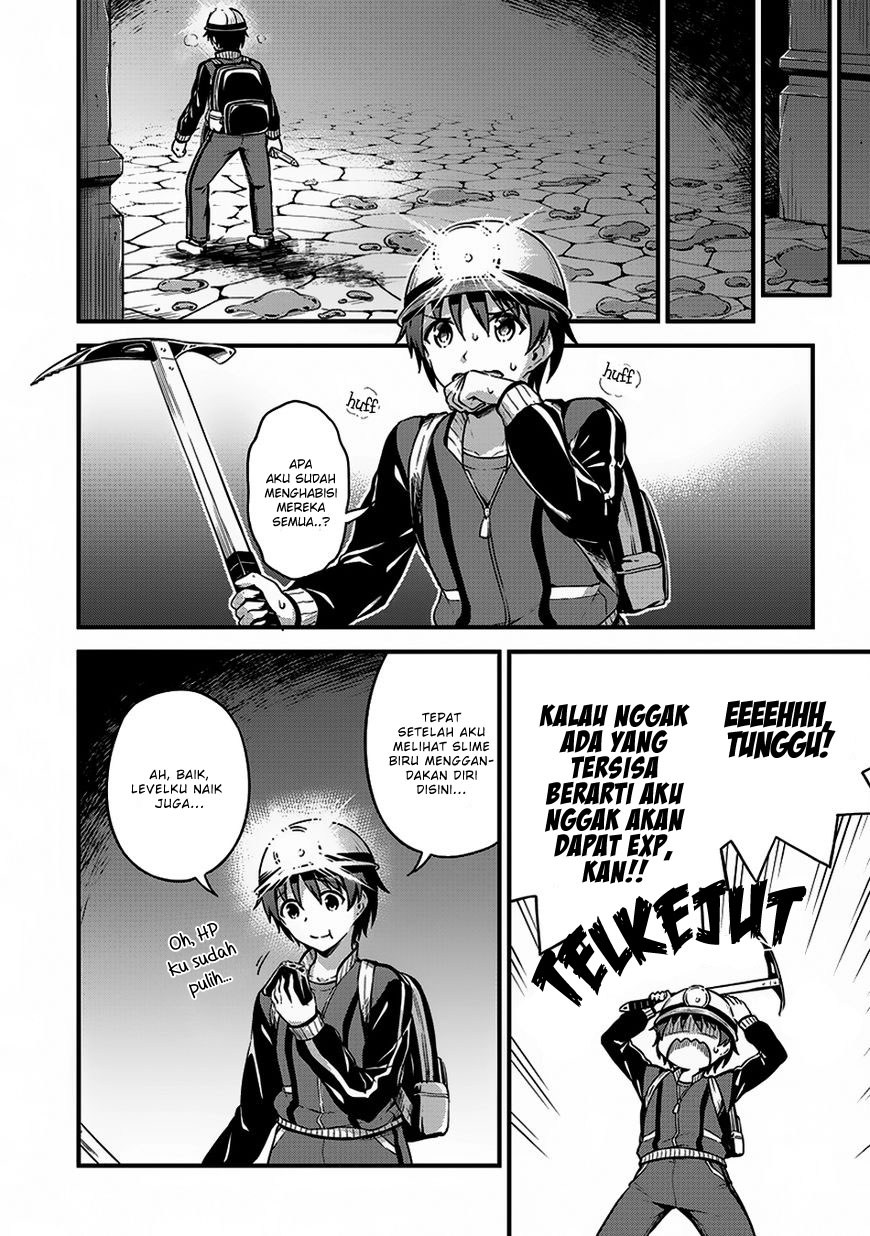 huff
huff
APA
AKU SUDAH
MENGHABISI
MEREKA
SEMUA..?
EEEEHHH,
TUNGGU!
KALAU NGGAK
ADA YANG
TERSISA
BERARTI AKU
NGGAK AKAN
DAPAT EXP,
KAN!!
TELKEJUT
TEPAT
SETELAH AKU
MELIHAT SLIME
BIRU MENGGAN-
DAKAN DIRI
DISINI...
AH, BAIK,
LEVELKU NAIK
JUGA...
Oh, HP
ku sudah
pulih...